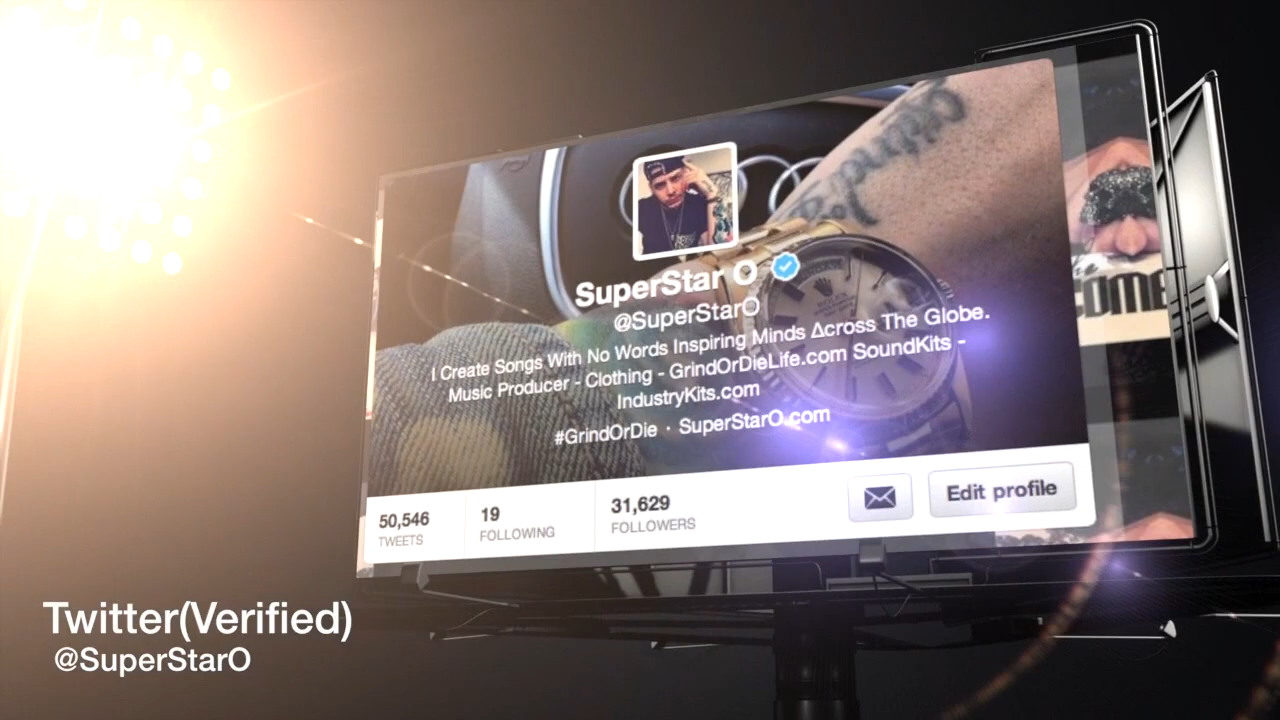 SuperStar O
@SuperStarO
I Create Songs With No Words Inspiring Minds Δcross The Globe.
Music Producer - Clothing - GrindOrDieLife.com SoundKits -
IndustryKits.com
#GrindOrDie · SuperStarO.com
50,546
TWEETS
19
FOLLOWING
31,629
FOLLOWERS
Edit profile
Twitter(Verified)
@SuperStarO